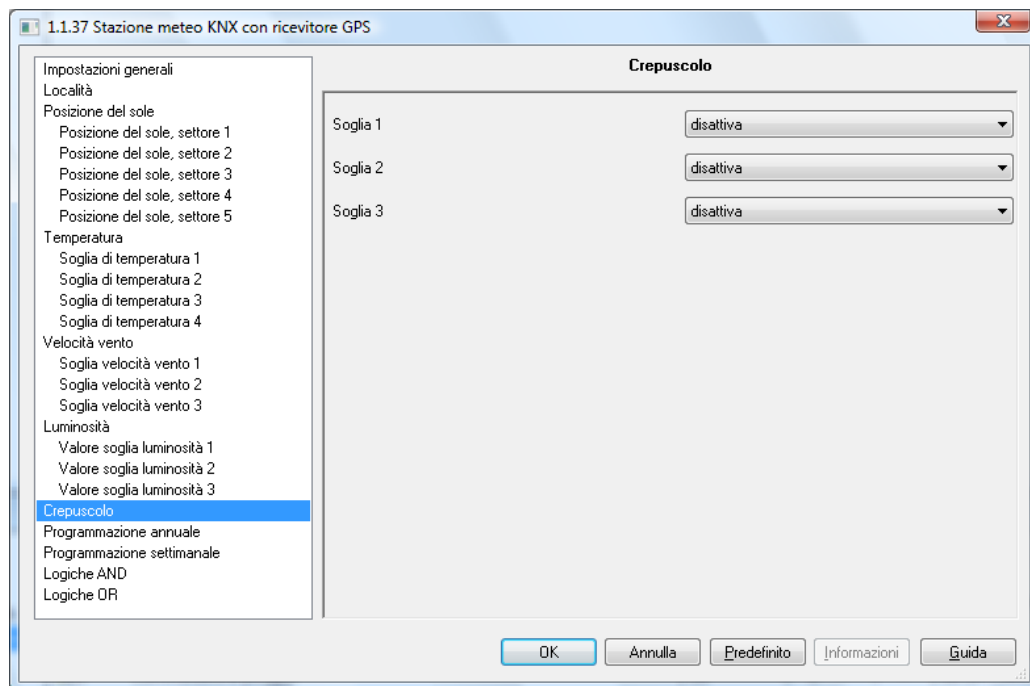 1.1.37 Stazione meteo KNX con ricevitore GPS
Impostazioni generali
Località
Posizione del sole
Posizione del sole, settore 1
Posizione del sole, settore 2
Posizione del sole, settore 3
Posizione del sole, settore 4
Posizione del sole, settore 5
Temperatura
Soglia di temperatura 1
Soglia di temperatura 2
Soglia di temperatura 3
Soglia di temperatura 4
Velocità vento
Soglia velocità vento 1
Soglia velocità vento 2
Soglia velocità vento 3
Luminosità
Valore soglia luminosità 1
Valore soglia luminosità 2
Valore soglia luminosità 3
Crepuscolo
Programmazione annuale
Programmazione settimanale
Logiche AND
Logiche OR
Crepuscolo
Soglia 1 disattiva
Soglia 2 disattiva
Soglia 3 disattiva
OK Annulla Predefinito Informazioni Guida